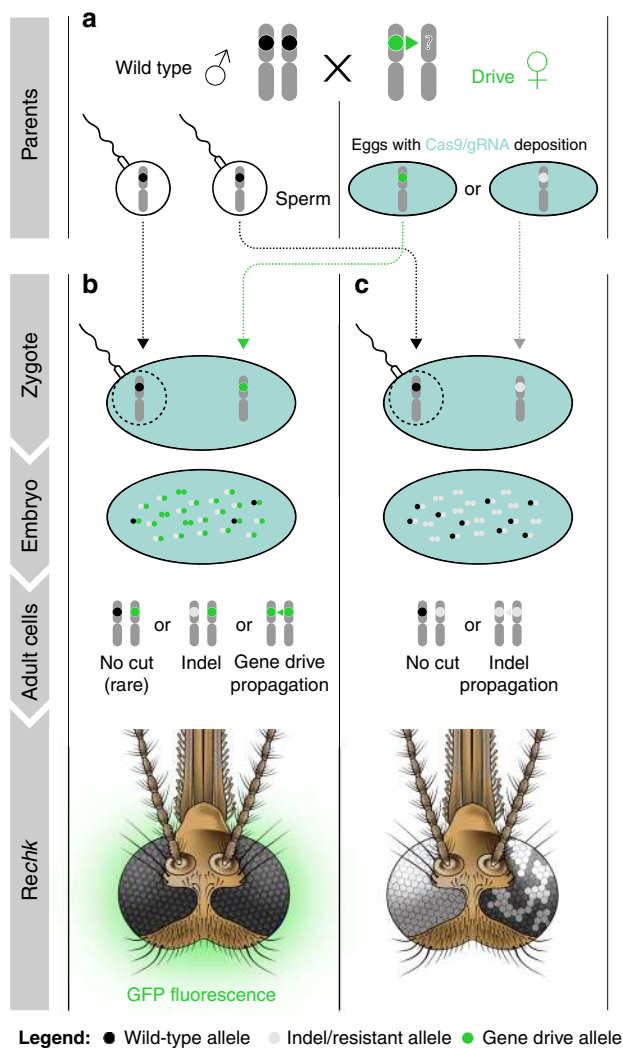 a
Wild type ♂
X
?
Drive ♀
Parents
Eggs with Cas9/gRNA deposition
Sperm
or
b
c
Zygote
Embryo
Adult cells
or
or
or
No cut
(rare)
Indel
Gene drive
propagation
No cut
Indel
propagation
Rechk
GFP fluorescence
Legend: Wild-type allele Indel/resistant allele Gene drive allele